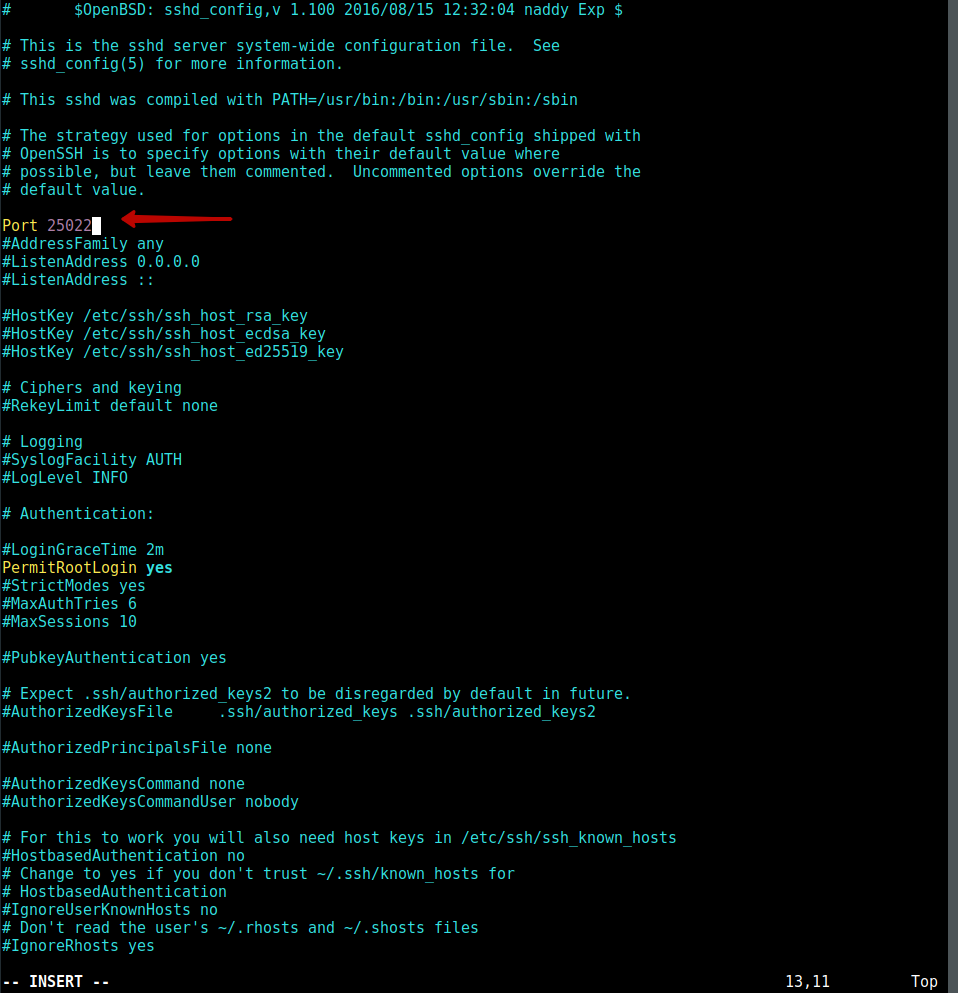 #       $OpenBSD: sshd_config,v 1.100 2016/08/15 12:32:04 naddy Exp $
# This is the sshd server system-wide configuration file.  See
# sshd_config(5) for more information.
# This sshd was compiled with PATH=/usr/bin:/bin:/usr/sbin:/sbin
# The strategy used for options in the default sshd_config shipped with
# OpenSSH is to specify options with their default value where
# possible, but leave them commented.  Uncommented options override the
# default value.
Port 25022
#AddressFamily any
#ListenAddress 0.0.0.0
#ListenAddress ::
#HostKey /etc/ssh/ssh_host_rsa_key
#HostKey /etc/ssh/ssh_host_ecdsa_key
#HostKey /etc/ssh/ssh_host_ed25519_key
# Ciphers and keying
#RekeyLimit default none
# Logging
#SyslogFacility AUTH
#LogLevel INFO
# Authentication:
#LoginGraceTime 2m
PermitRootLogin yes
#StrictModes yes
#MaxAuthTries 6
#MaxSessions 10
#PubkeyAuthentication yes
# Expect .ssh/authorized_keys2 to be disregarded by default in future.
#AuthorizedKeysFile     .ssh/authorized_keys .ssh/authorized_keys2
#AuthorizedPrincipalsFile none
#AuthorizedKeysCommand none
#AuthorizedKeysCommandUser nobody
# For this to work you will also need host keys in /etc/ssh/ssh_known_hosts
#HostbasedAuthentication no
# Change to yes if you don't trust ~/.ssh/known_hosts for
# HostbasedAuthentication
#IgnoreUserKnownHosts no
# Don't read the user's ~/.rhosts and ~/.shosts files
#IgnoreRhosts yes
-- INSERT --                                                                           13,11         Top